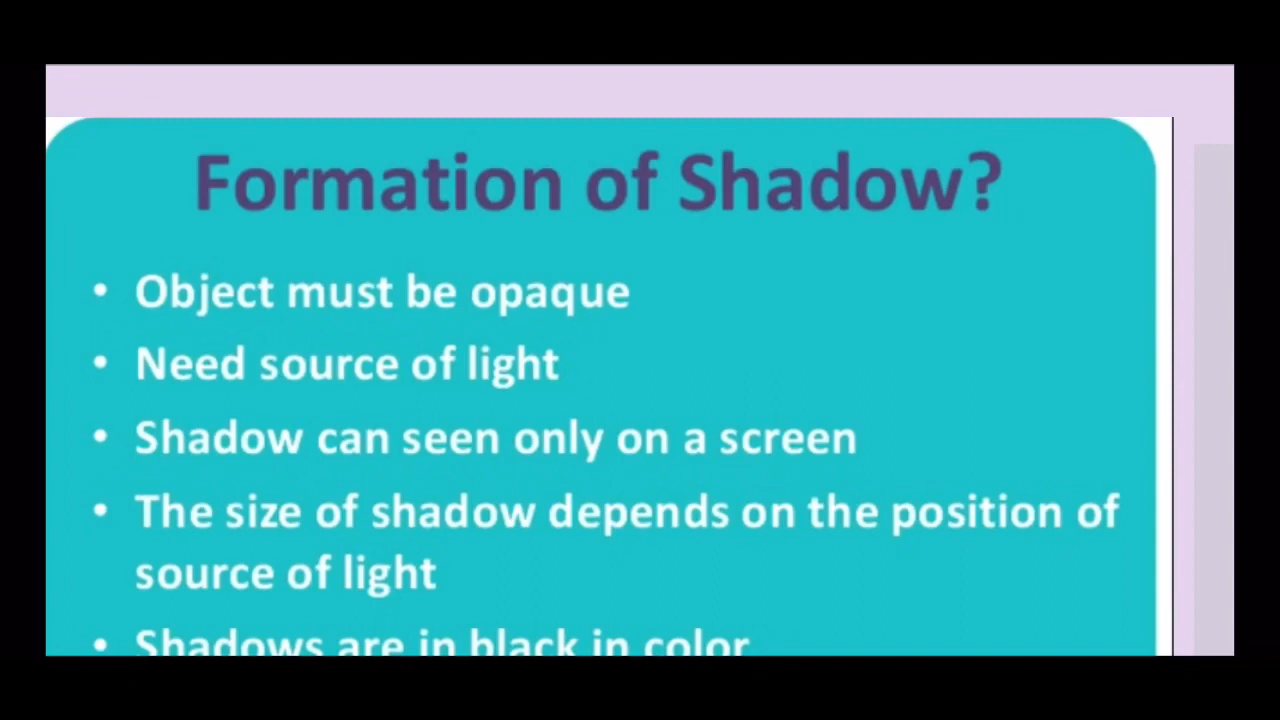 Formation of Shadow?
• Object must be opaque
• Need source of light
• Shadow can seen only on a screen
• The size of shadow depends on the position of
source of light
• Shadows are in black in color